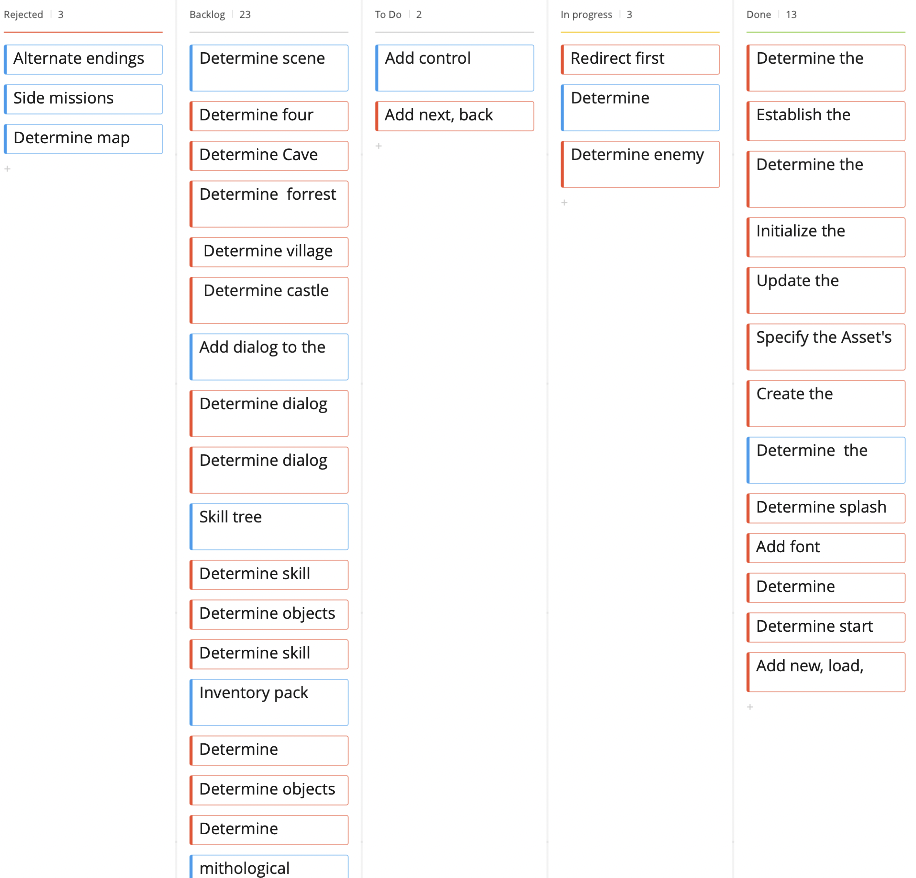 Rejected 3
Alternate endings
Side missions
Determine map
+
Backlog 23
Determine scene
Determine four
Determine Cave
Determine  forrest
Determine village
Determine castle
Add dialog to the
Determine dialog
Determine dialog
Skill tree
Determine skill
Determine objects
Determine skill
Inventory pack
Determine
Determine objects
Determine
mithological
To Do 2
Add control
Add next, back
+
In progress 3
Redirect first
Determine
Determine enemy
+
Done 13
Determine the
Establish the
Determine the
Initialize the
Update the
Specify the Asset's
Create the
Determine  the
Determine splash
Add font
Determine
Determine start
Add new, load,
+